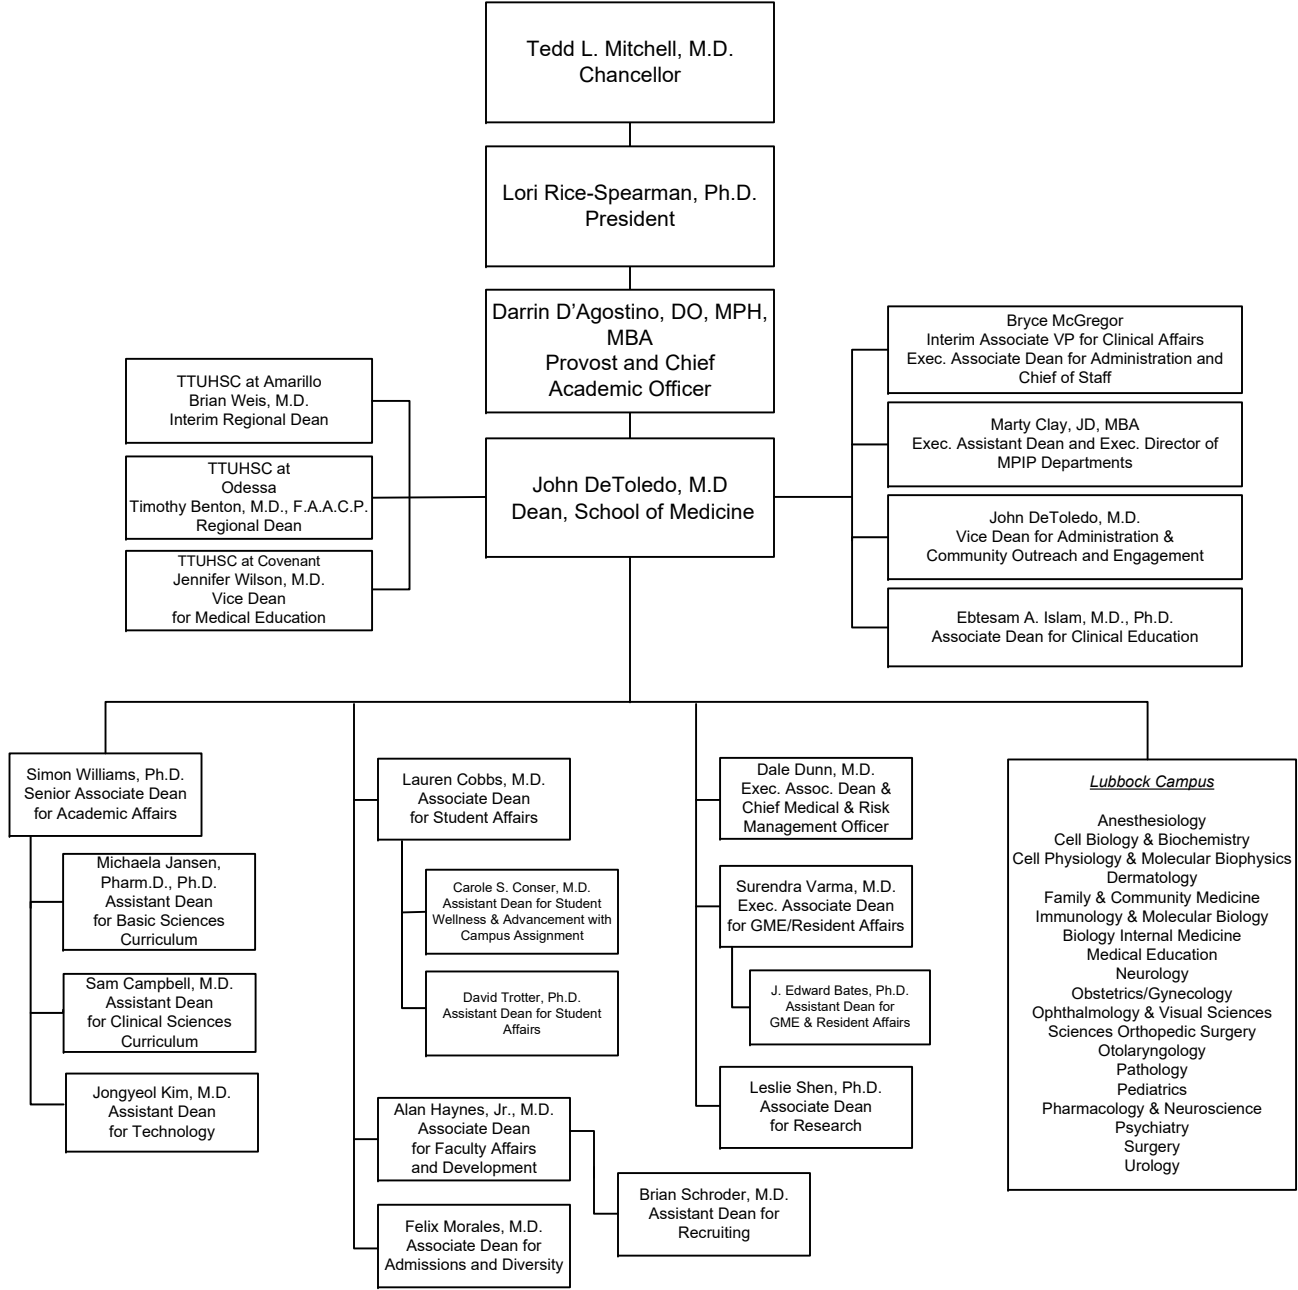 Tedd L. Mitchell, M.D.
Chancellor
Lori Rice-Spearman, Ph.D.
President
Darrin D’Agostino, DO, MPH,
MBA
Provost and Chief
Academic Officer
John DeToledo, M.D
Dean, School of Medicine
TTUHSC at Amarillo
Brian Weis, M.D.
Interim Regional Dean
TTUHSC at
Odessa
Timothy Benton, M.D., F.A.A.C.P.
Regional Dean
TTUHSC at Covenant
Jennifer Wilson, M.D.
Vice Dean
for Medical Education
Bryce McGregor
Interim Associate VP for Clinical Affairs
Exec. Associate Dean for Administration and
Chief of Staff
Marty Clay, JD, MBA
Exec. Assistant Dean and Exec. Director of
MPIP Departments
John DeToledo, M.D.
Vice Dean for Administration &
Community Outreach and Engagement
Ebtesam A. Islam, M.D., Ph.D.
Associate Dean for Clinical Education
Simon Williams, Ph.D.
Senior Associate Dean
for Academic Affairs
Michaela Jansen,
Pharm.D., Ph.D.
Assistant Dean
for Basic Sciences
Curriculum
Sam Campbell, M.D.
Assistant Dean
for Clinical Sciences
Curriculum
Jongyeol Kim, M.D.
Assistant Dean
for Technology
Lauren Cobbs, M.D.
Associate Dean
for Student Affairs
Carole S. Conser, M.D.
Assistant Dean for Student
Wellness & Advancement with
Campus Assignment
David Trotter, Ph.D.
Assistant Dean for Student
Affairs
Alan Haynes, Jr., M.D.
Associate Dean
for Faculty Affairs
and Development
Brian Schroder, M.D.
Assistant Dean for
Recruiting
Felix Morales, M.D.
Associate Dean for
Admissions and Diversity
Dale Dunn, M.D.
Exec. Assoc. Dean &
Chief Medical & Risk
Management Officer
Surendra Varma, M.D.
Exec. Associate Dean
for GME/Resident Affairs
J. Edward Bates, Ph.D.
Assistant Dean for
GME & Resident Affairs
Leslie Shen, Ph.D.
Associate Dean
for Research
Lubbock Campus
Anesthesiology
Cell Biology & Biochemistry
Cell Physiology & Molecular Biophysics
Dermatology
Family & Community Medicine
Immunology & Molecular Biology
Biology Internal Medicine
Medical Education
Neurology
Obstetrics/Gynecology
Ophthalmology & Visual Sciences
Sciences Orthopedic Surgery
Otolaryngology
Pathology
Pediatrics
Pharmacology & Neuroscience
Psychiatry
Surgery
Urology